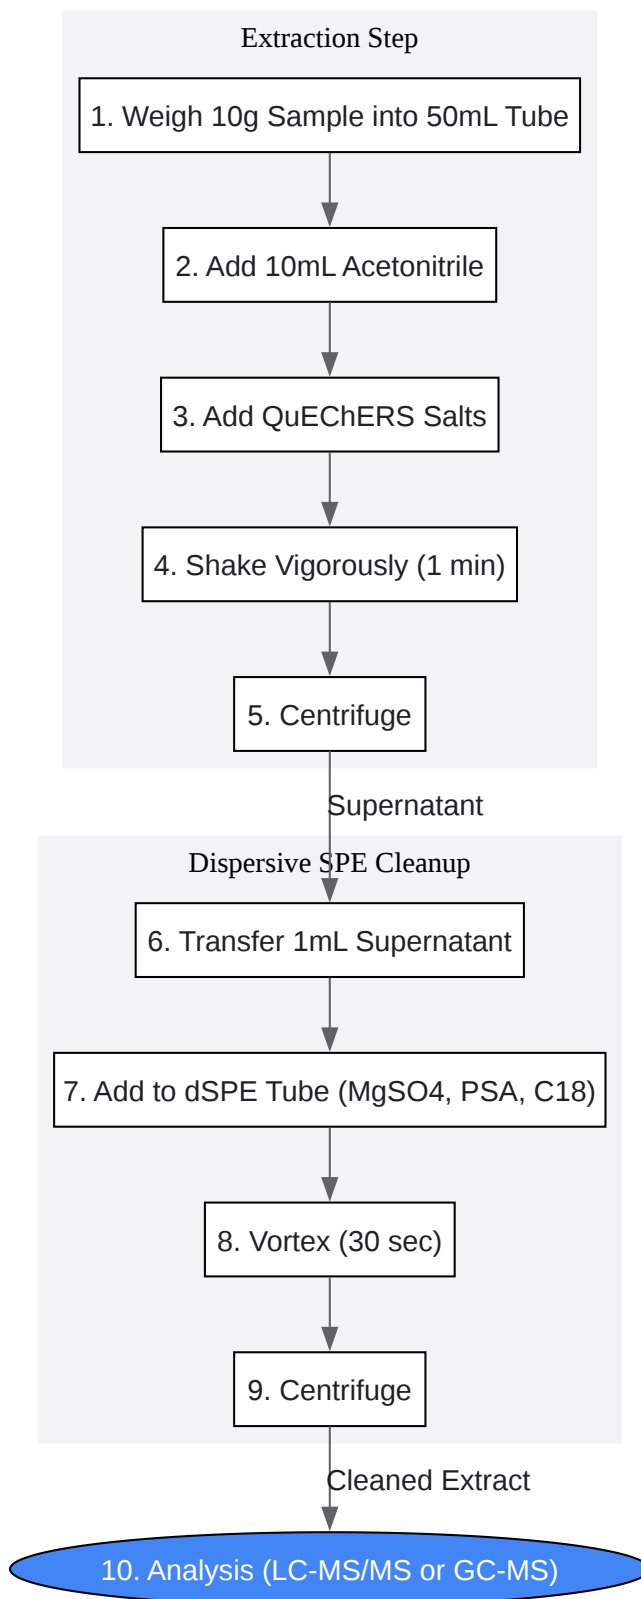 Extraction Step
1. Weigh 10g Sample into 50mL Tube
2. Add 10mL Acetonitrile
3. Add QuEChERS Salts
4. Shake Vigorously (1 min)
5. Centrifuge
Supernatant
Dispersive SPE Cleanup
6. Transfer 1mL Supernatant
7. Add to dSPE Tube (MgSO4, PSA, C18)
8. Vortex (30 sec)
9. Centrifuge
Cleaned Extract
10. Analysis (LC-MS/MS or GC-MS)